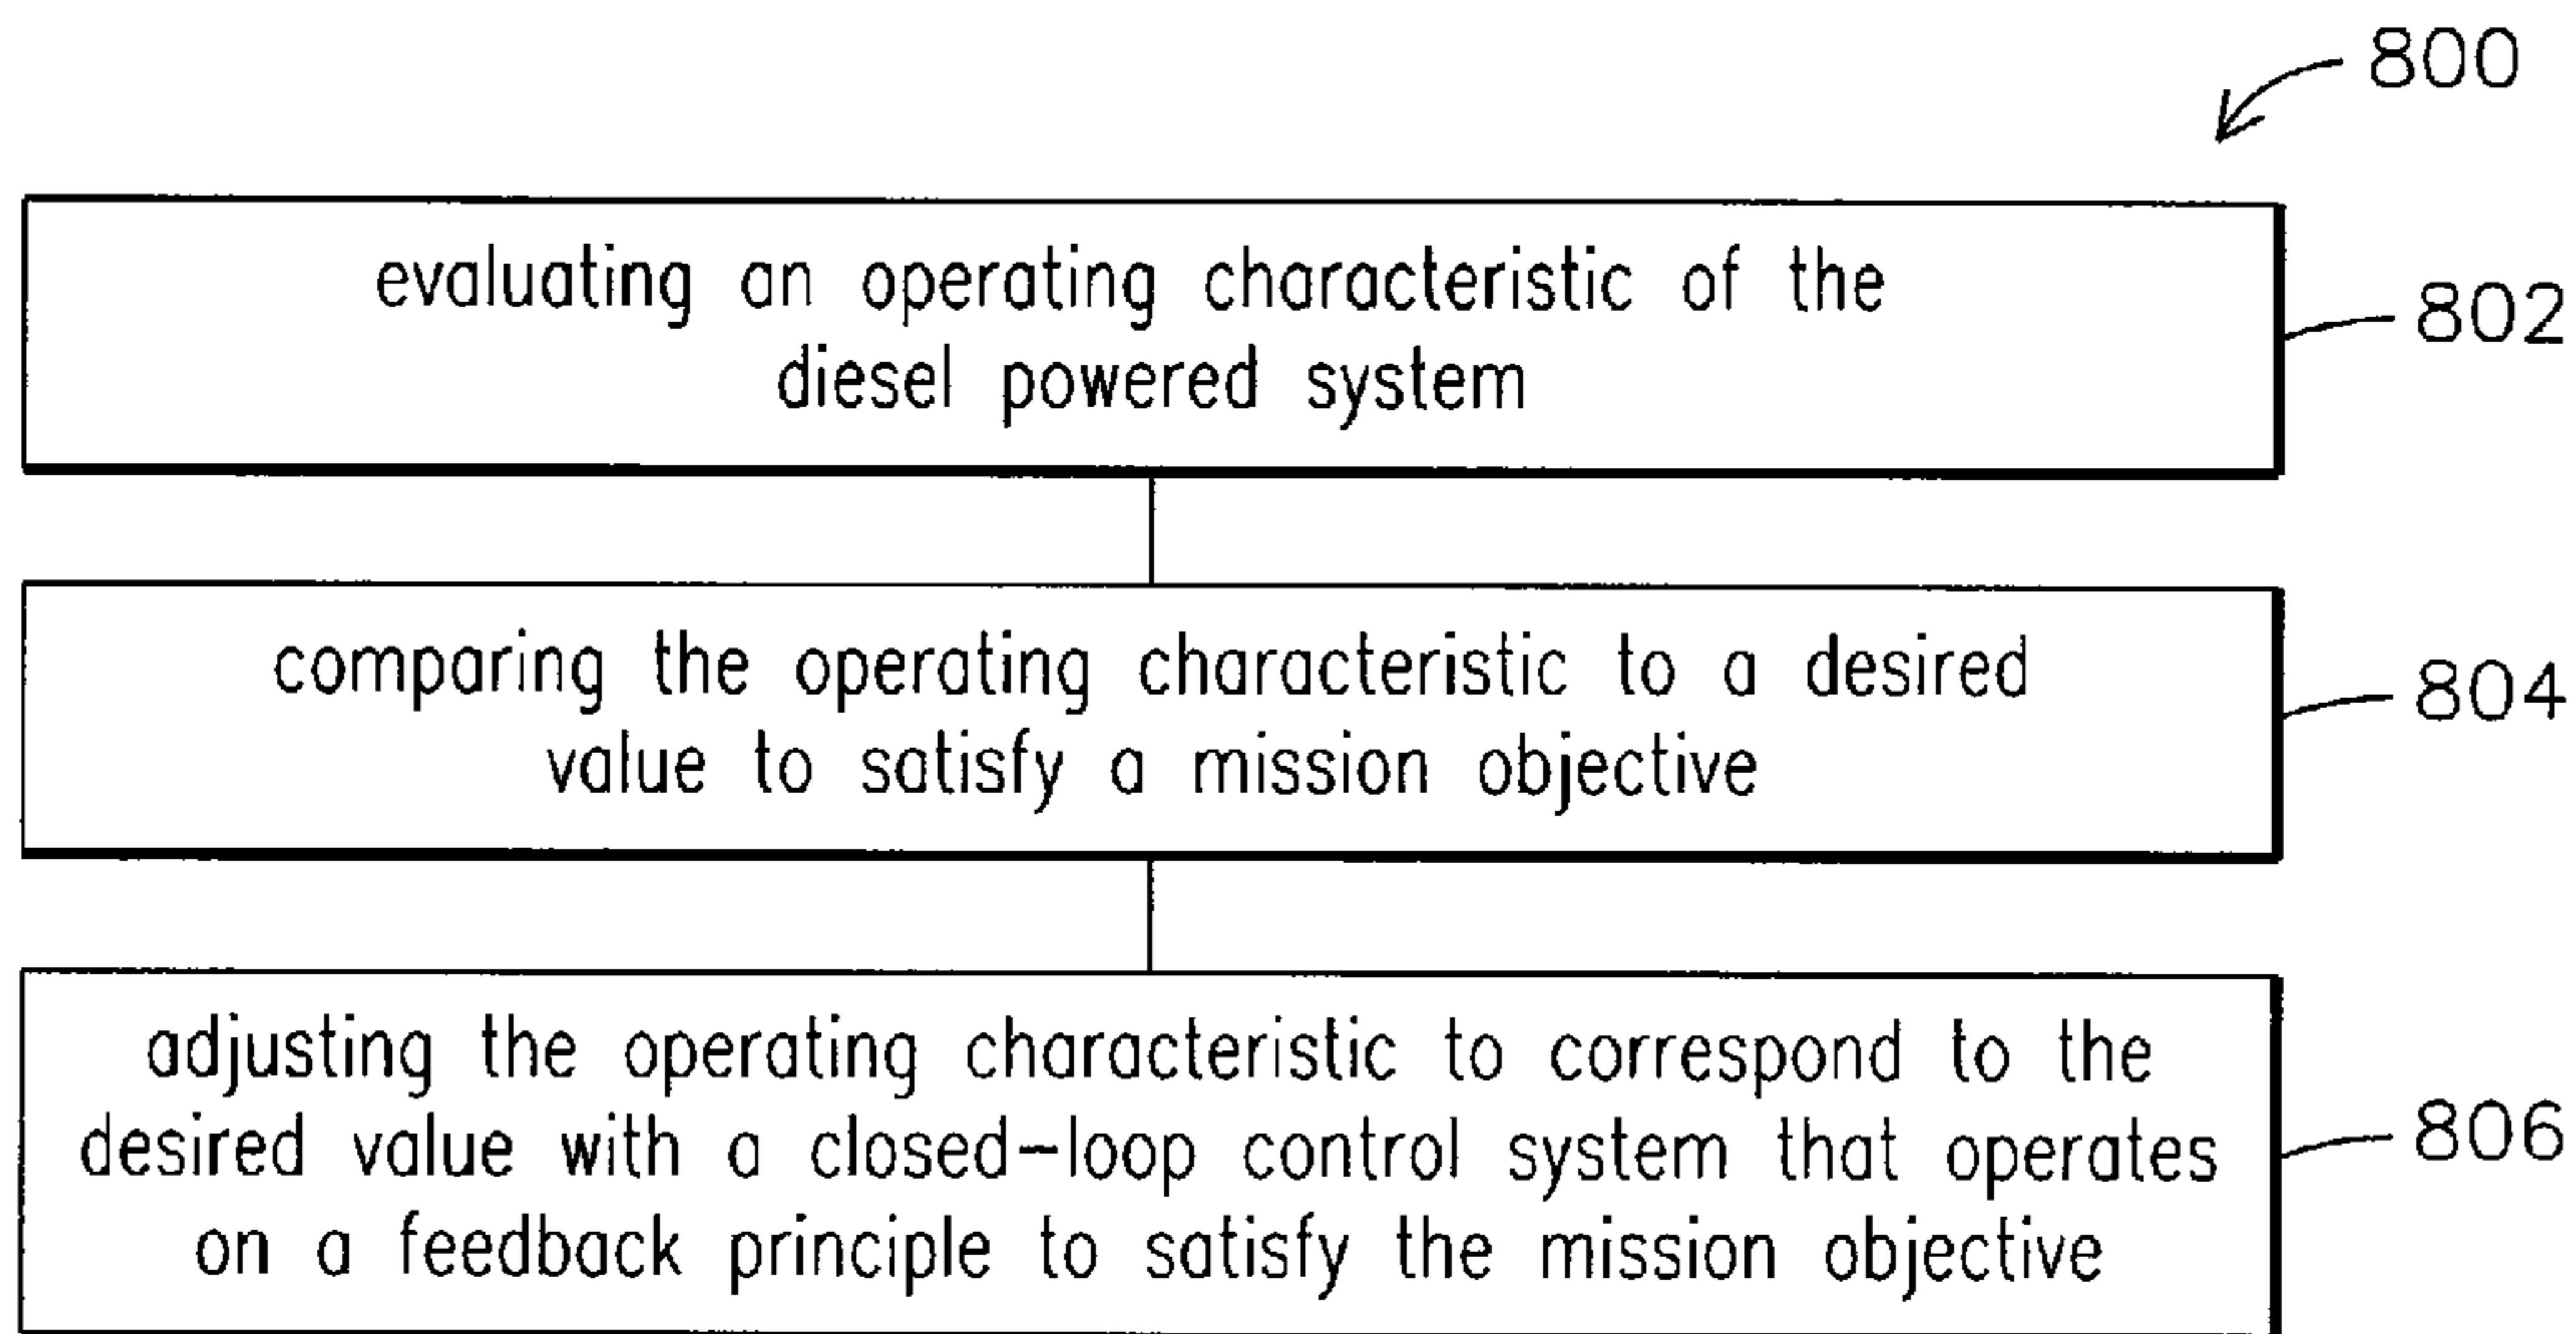 800
evaluating an operating characteristic of the
diesel powered system
802
comparing the operating characteristic to a desired
value to satisfy a mission objective
804
adjusting the operating characteristic to correspond to the
desired value with a closed-loop control system that operates
on a feedback principle to satisfy the mission objective
806